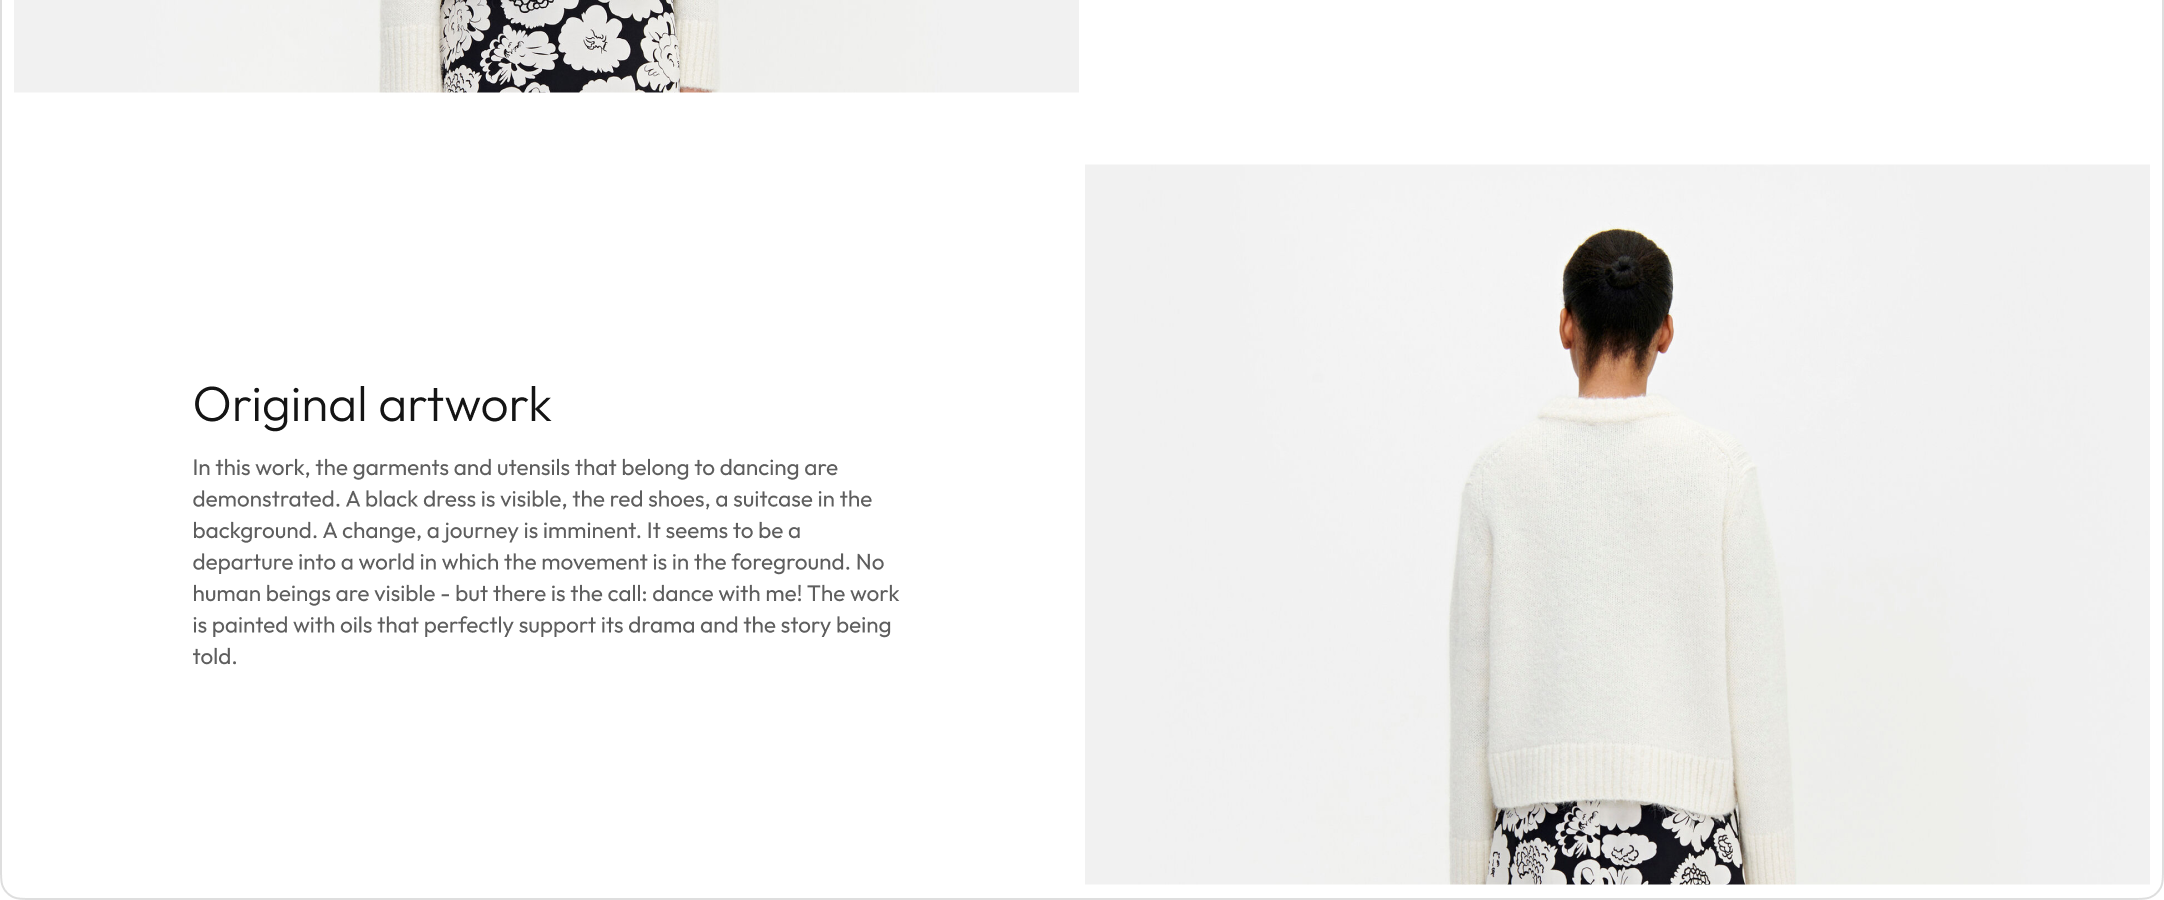 Original artwork
In this work, the garments and utensils that belong to dancing are
demonstrated. A black dress is visible, the red shoes, a suitcase in the
background. A change, a journey is imminent. It seems to be a
departure into a world in which the movement is in the foreground. No
human beings are visible - but there is the call: dance with me! The work
is painted with oils that perfectly support its drama and the story being
told.